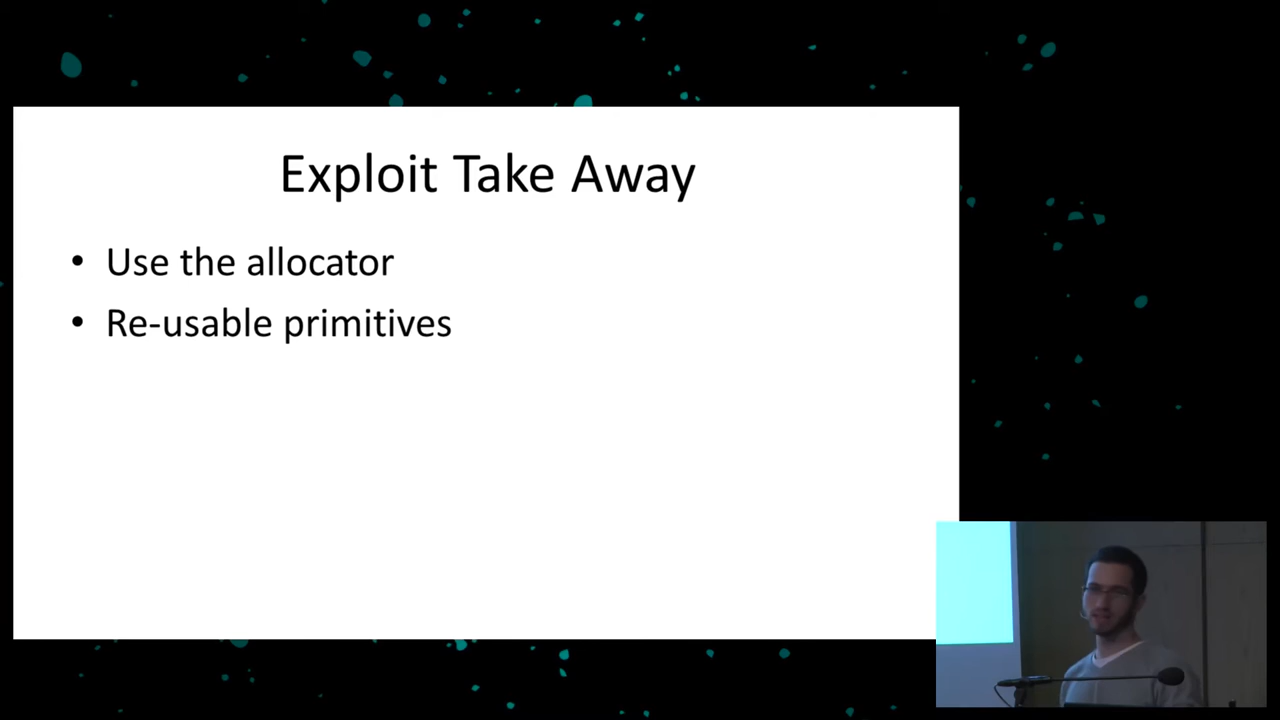 Exploit Take Away
• Use the allocator
• Re-usable primitives